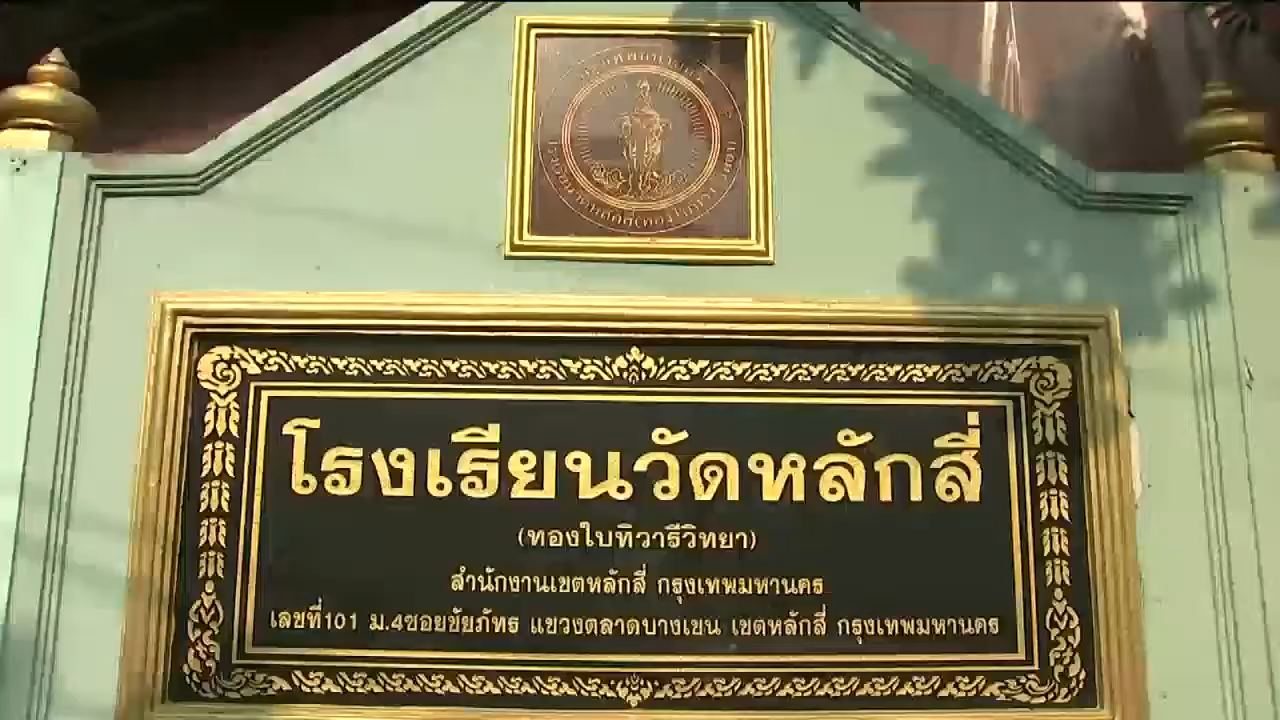 โรงเรียนวัดหลักสี่
(ทองใบทิวารีวิทยา)
สำนักงานเขตหลักสี่ กรุงเทพมหานคร
เลขที่101 ม.4ซอยชัยภัทร แขวงตลาดบางเขน เขตหลักสี่ กรุงเทพมหานคร